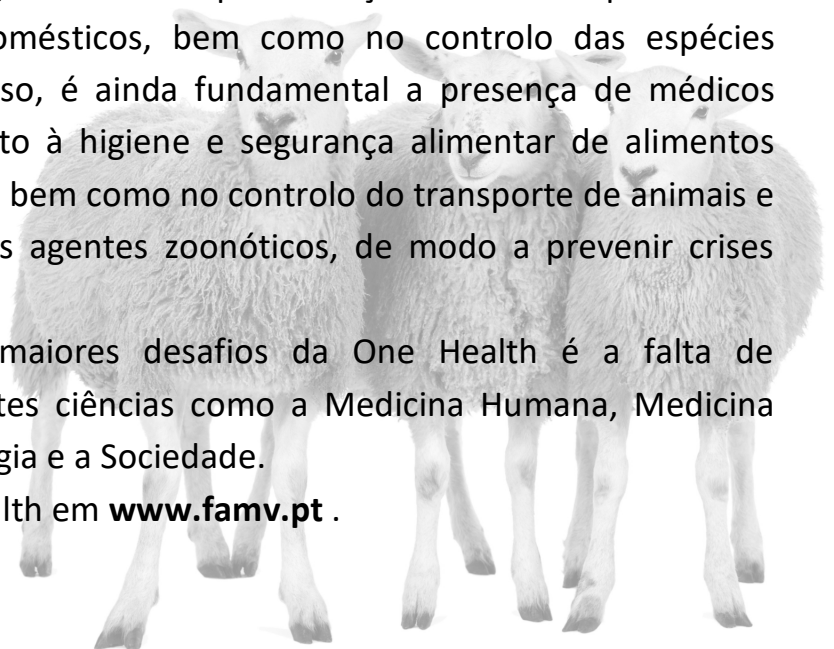 omésticos, bem como no controlo das espécies
so, é ainda fundamental a presença de médicos
to à higiene e segurança alimentar de alimentos
bem como no controlo do transporte de animais e
s agentes zoonóticos, de modo a prevenir crises
maiores desafios da One Health é a falta de
tes ciências como a Medicina Humana, Medicina
gia e a Sociedade.
lth em www.famv.pt .